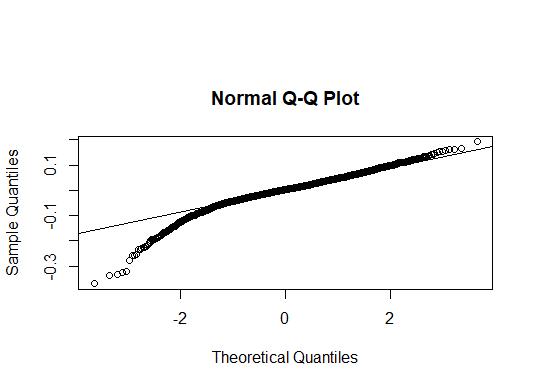 Normal Q-Q Plot
Sample Quantiles
0.1
-0.1
-0.3
-2
0
2
Theoretical Quantiles